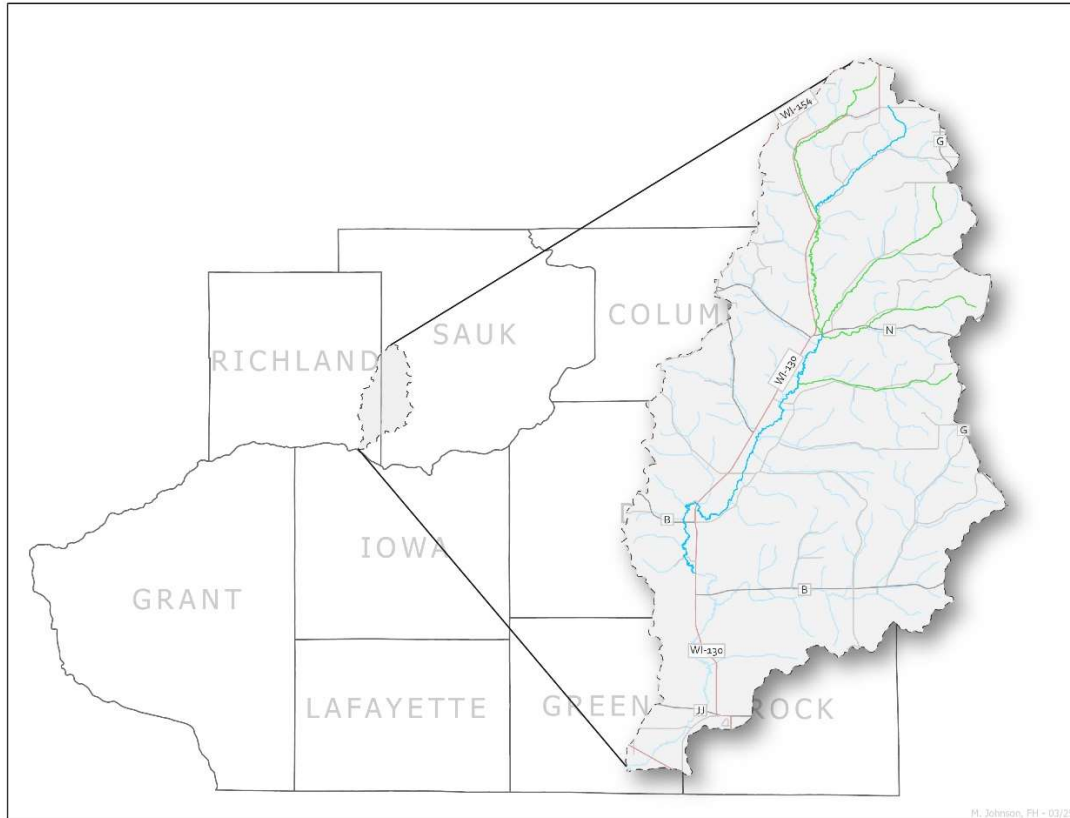 WI-154
G
SAUK
COLUM
RICHLAND
N
WI-130
G
B
IOWA
GRANT
B
WI-130
LAFAYETTE
GREEN
JJ
ROCK
M. Johnson, FH - 03/2